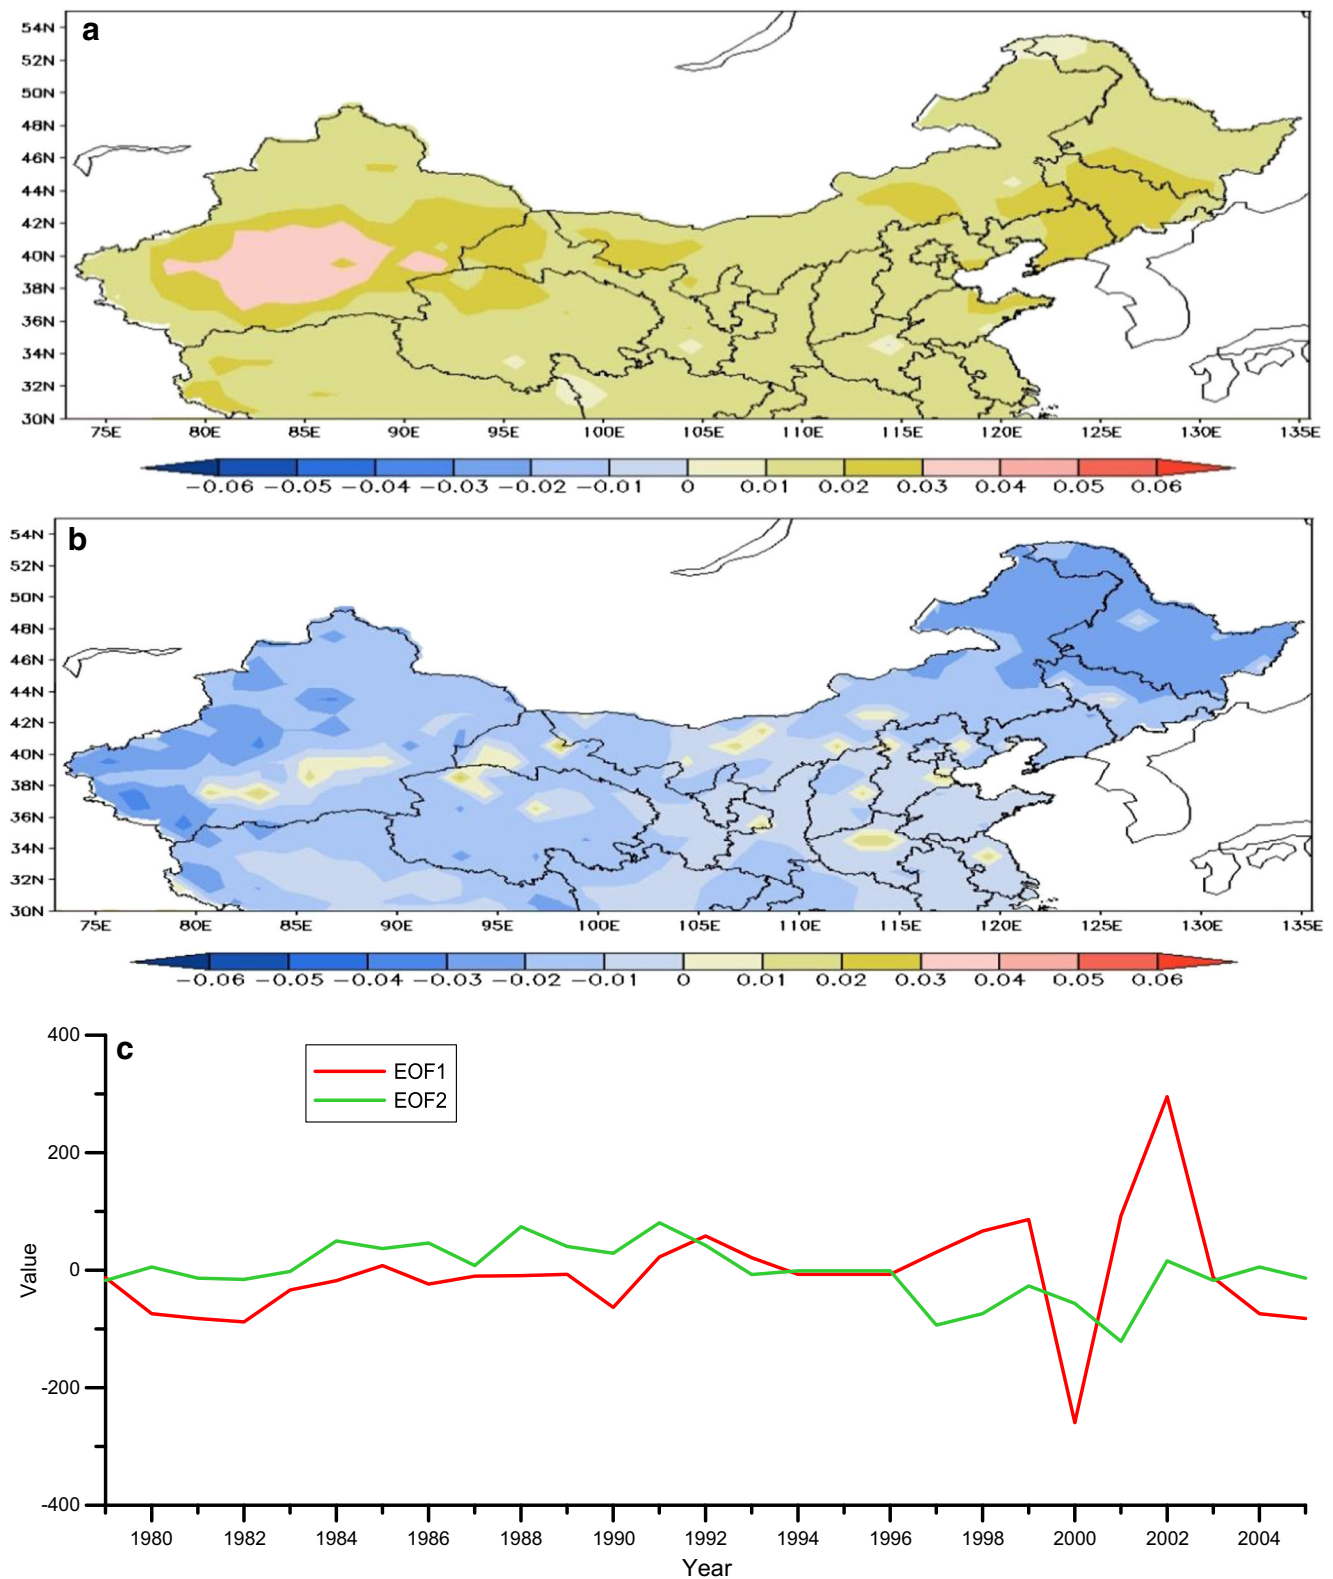 a
54N
52N
50N
48N
46N
44N
42N
40N
38N
36N
34N
32N
30N
75E 80E 85E 90E 95E 100E 105E 110E 115E 120E 125E 130E 135E
−0.06 −0.05 −0.04 −0.03 −0.02 −0.01 0 0.01 0.02 0.03 0.04 0.05 0.06
b
54N
52N
50N
48N
46N
44N
42N
40N
38N
36N
34N
32N
30N
75E 80E 85E 90E 95E 100E 105E 110E 115E 120E 125E 130E 135E
−0.06 −0.05 −0.04 −0.03 −0.02 −0.01 0 0.01 0.02 0.03 0.04 0.05 0.06
c
EOF1
EOF2
Value
400
200
0
-200
-400
1980 1982 1984 1986 1988 1990 1992 1994 1996 1998 2000 2002 2004
Year